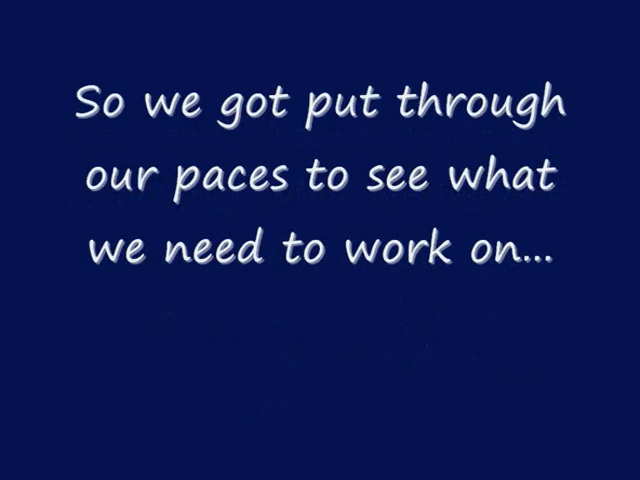 So we got put through
our paces to see what
we need to work on...